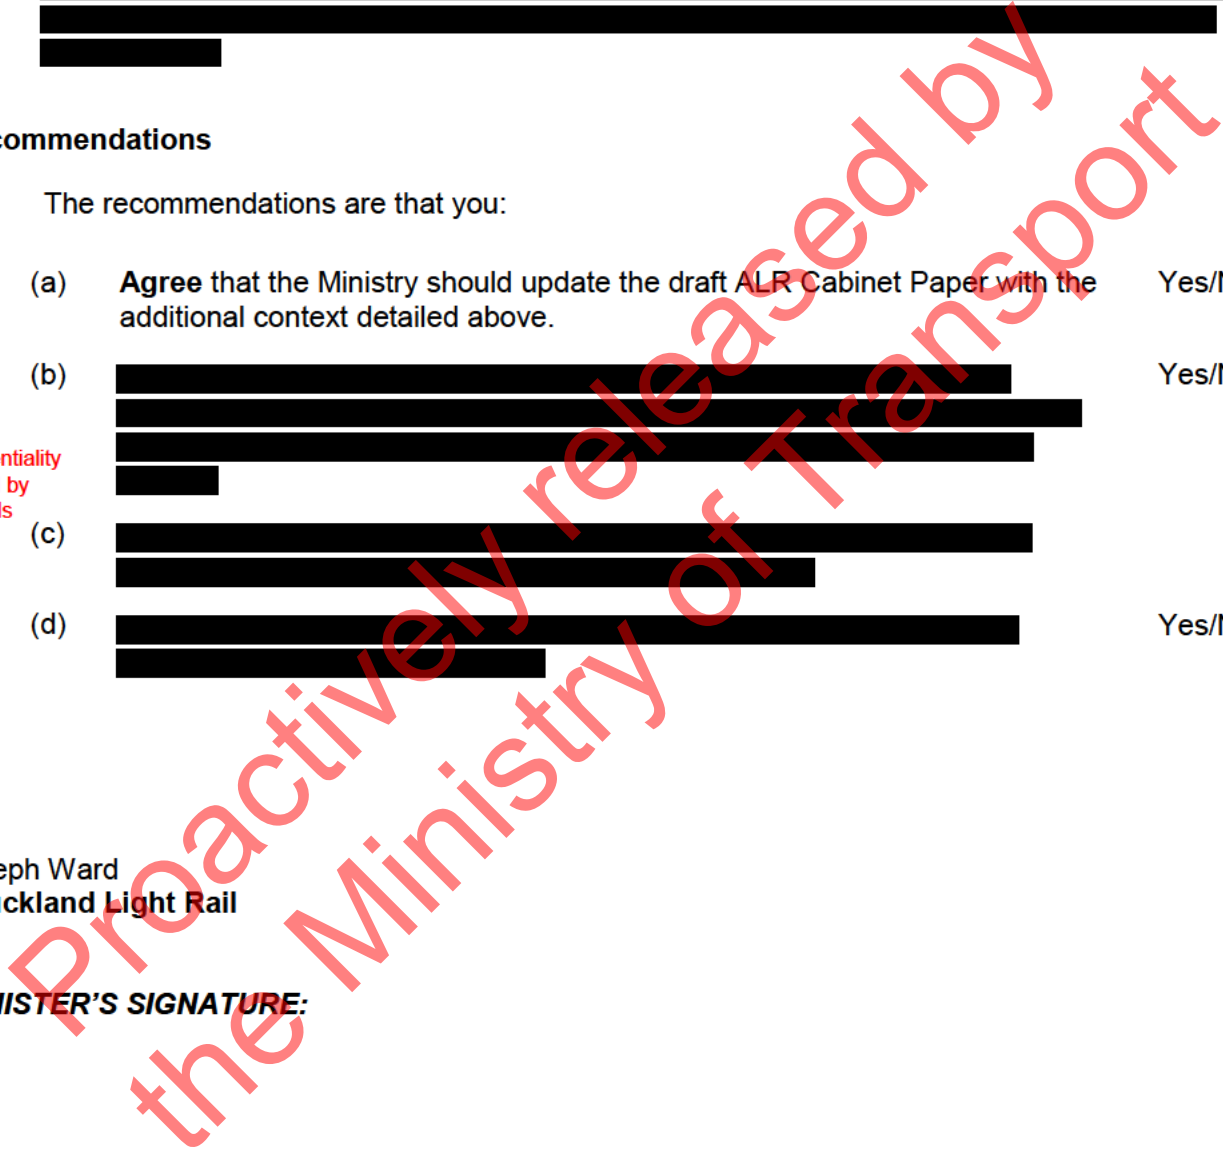 commendations
The recommendations are that you:
(a) Agree that the Ministry should update the draft ALR Cabinet Paper with the Yes/N
additional context detailed above.
(b) Yes/N
ntiality
by
ls
(c)
(d) Yes/N
eph Ward
uckland Light Rail
NISTER'S SIGNATURE:
Proactively released by
the Ministry of Transport